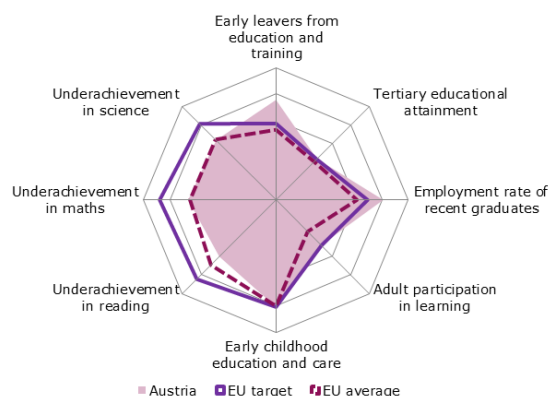 Early leavers from
education and
training
Underachievement
in science
Tertiary educational
attainment
Underachievement
in maths
Employment rate of
recent graduates
Underachievement
in reading
Adult participation
in learning
Early childhood
education and care
Austria EU target EU average